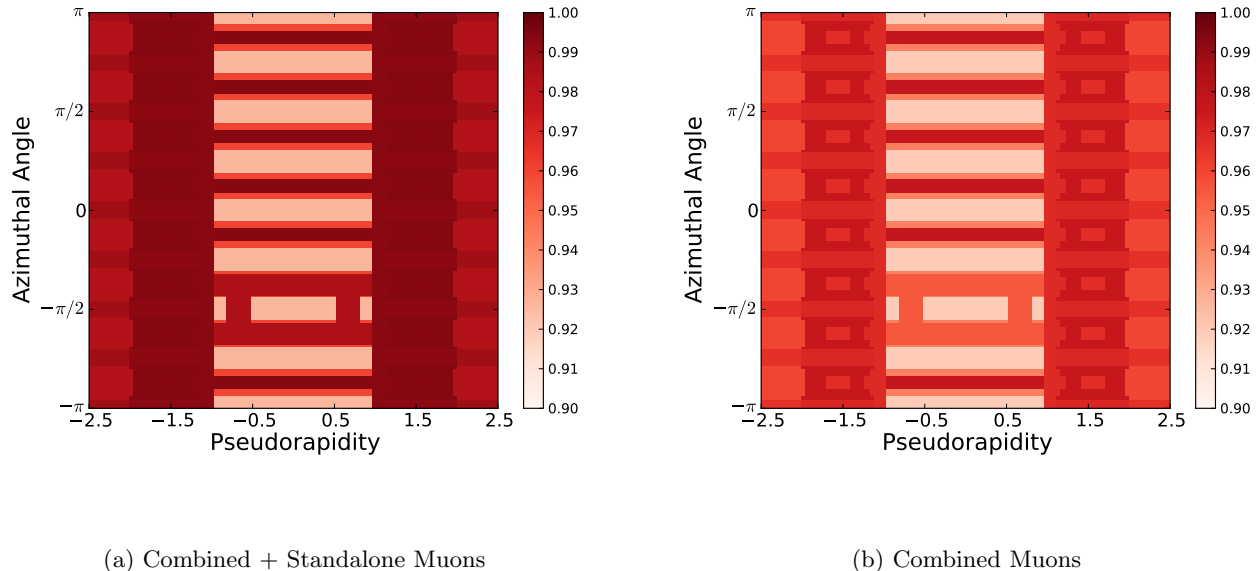 π
π/2
0
−π/2
−π
Azimuthal Angle
−2.5 −1.5 −0.5 0.5 1.5 2.5
Pseudorapidity
1.00
0.99
0.98
0.97
0.96
0.95
0.94
0.93
0.92
0.91
0.90
(a) Combined + Standalone Muons
π
π/2
0
−π/2
−π
Azimuthal Angle
−2.5 −1.5 −0.5 0.5 1.5 2.5
Pseudorapidity
1.00
0.99
0.98
0.97
0.96
0.95
0.94
0.93
0.92
0.91
0.90
(b) Combined Muons